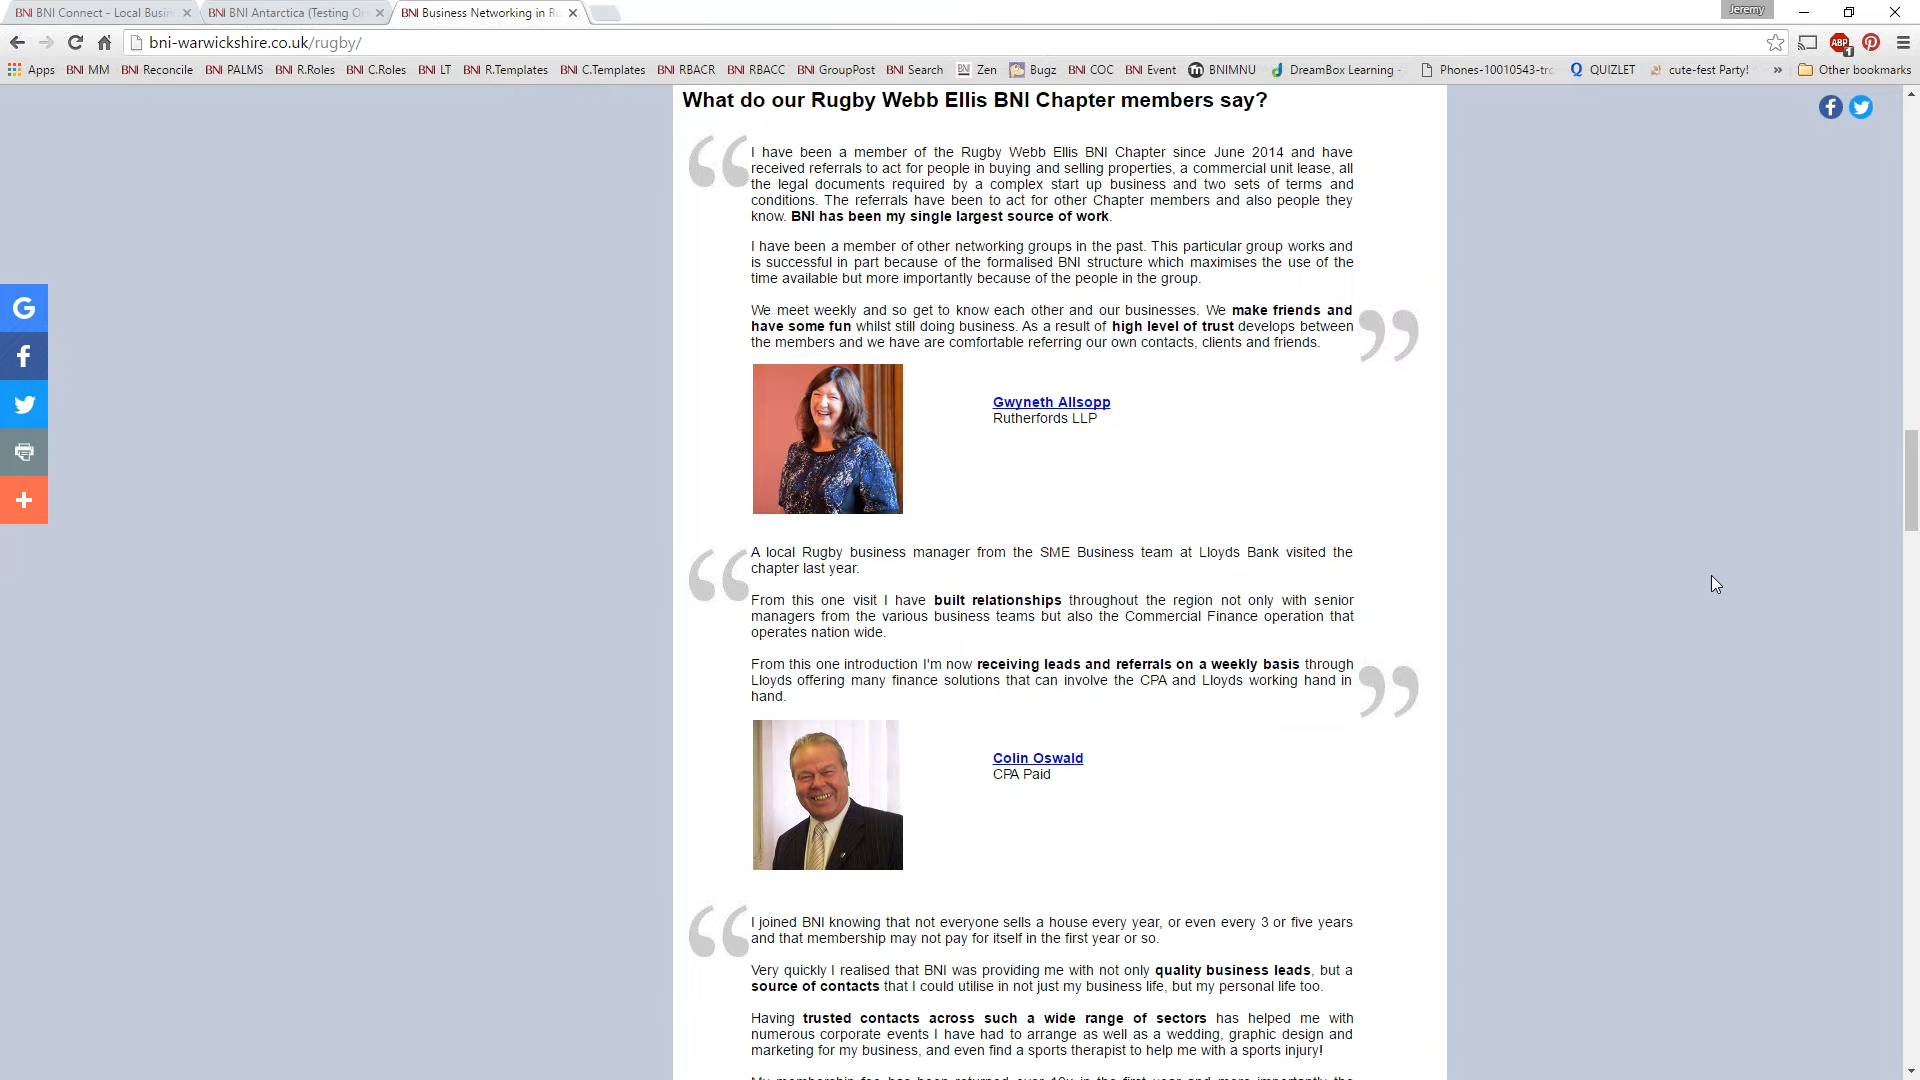 BNI BNI Connect - Local Busin
BNI BNI Antarctica (Testing O
BNI Business Networking in R
Jeremy
bni-warwickshire.co.uk/rugby/
ABP
1
Apps
BNI MM
BNI Reconcile
BNI PALMS
BNI R.Roles
BNI C.Roles
BNI LT
BNI R.Templates
BNI C.Templates
BNI RBACR
BNI RBACC
BNI GroupPost
BNI Search
BNI Zen
Bugz
BNI COC
BNI Event
m BNIMNU
DreamBox Learning -
Phones-10010543-trc
Q QUIZLET
cute-fest Party!
»
Other bookmarks
What do our Rugby Webb Ellis BNI Chapter members say?
I have been a member of the Rugby Webb Ellis BNI Chapter since June 2014 and have
received referrals to act for people in buying and selling properties, a commercial unit lease, all
the legal documents required by a complex start up business and two sets of terms and
conditions. The referrals have been to act for other Chapter members and also people they
know. BNI has been my single largest source of work.
I have been a member of other networking groups in the past. This particular group works and
is successful in part because of the formalised BNI structure which maximises the use of the
time available but more importantly because of the people in the group.
We meet weekly and so get to know each other and our businesses. We make friends and
have some fun whilst still doing business. As a result of high level of trust develops between
the members and we have are comfortable referring our own contacts, clients and friends.
Gwyneth Allsopp
Rutherfords LLP
A local Rugby business manager from the SME Business team at Lloyds Bank visited the
chapter last year.
From this one visit I have built relationships throughout the region not only with senior
managers from the various business teams but also the Commercial Finance operation that
operates nation wide.
From this one introduction I'm now receiving leads and referrals on a weekly basis through
Lloyds offering many finance solutions that can involve the CPA and Lloyds working hand in
hand.
Colin Oswald
CPA Paid
I joined BNI knowing that not everyone sells a house every year, or even every 3 or five years
and that membership may not pay for itself in the first year or so.
Very quickly I realised that BNI was providing me with not only quality business leads, but a
source of contacts that I could utilise in not just my business life, but my personal life too.
Having trusted contacts across such a wide range of sectors has helped me with
numerous corporate events I have had to arrange as well as a wedding, graphic design and
marketing for my business, and even find a sports therapist to help me with a sports injury!